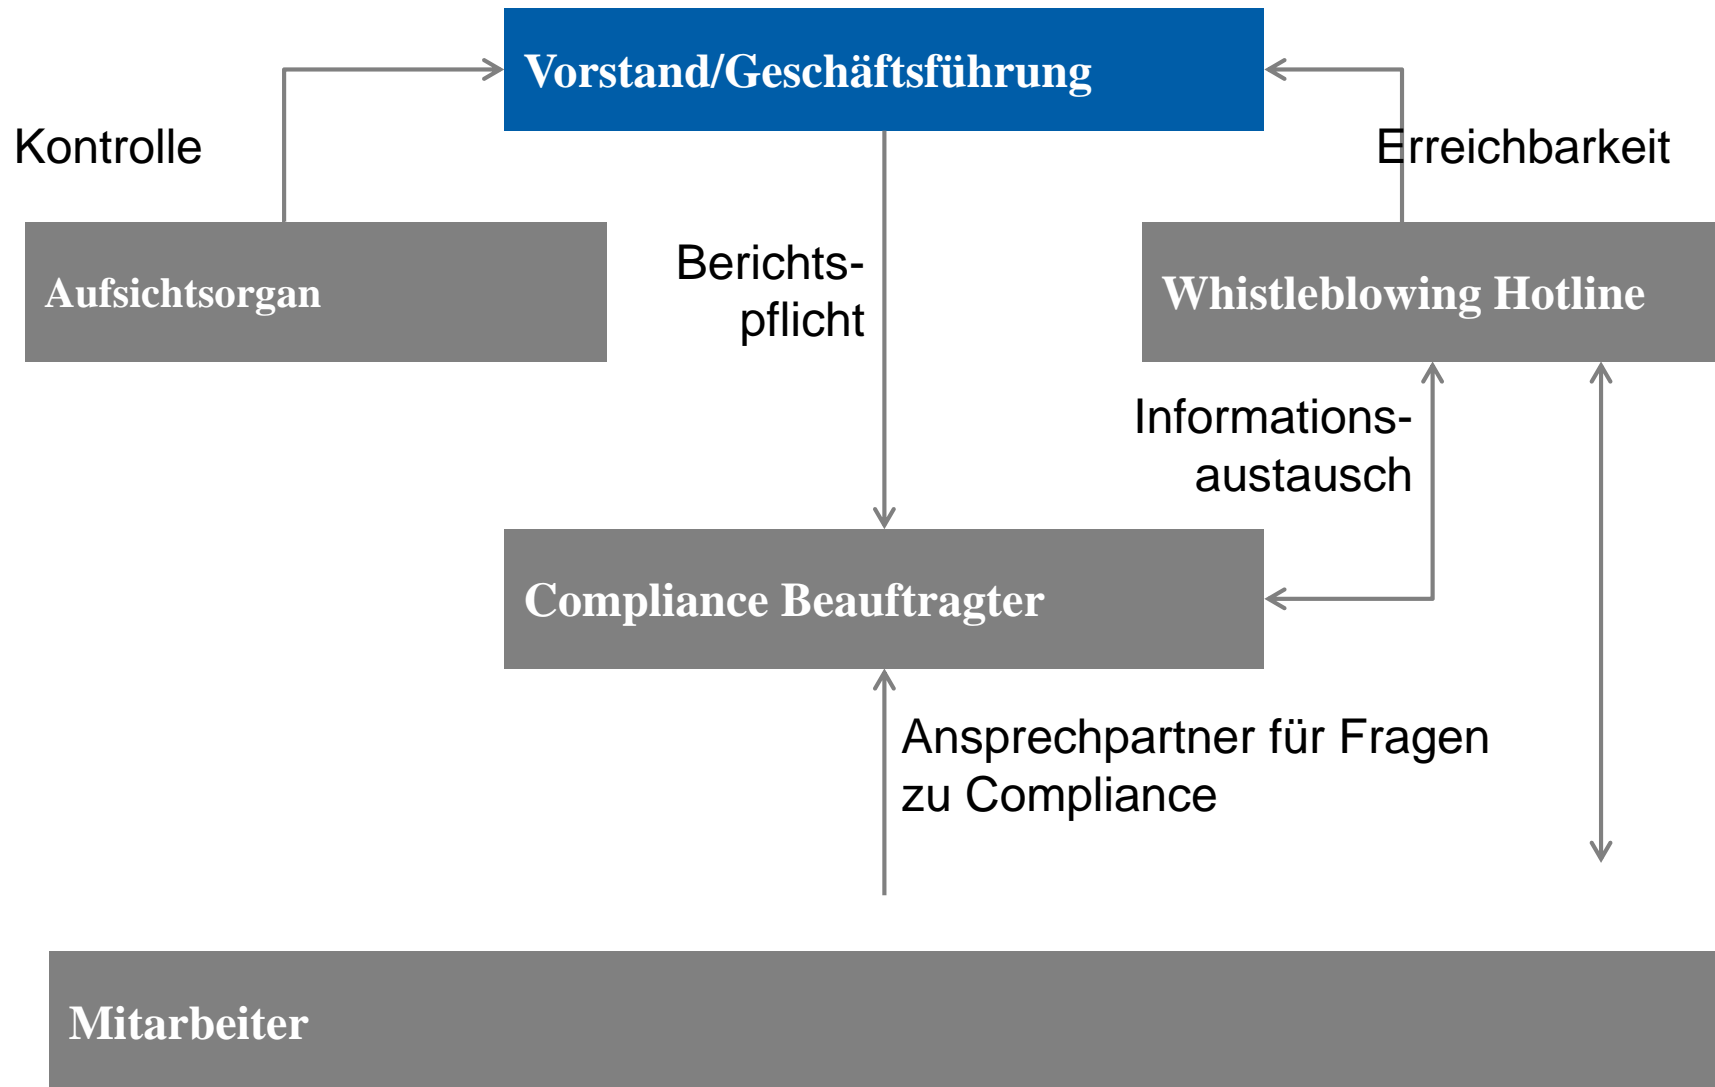 Vorstand/Geschäftsführung
Kontrolle
Erreichbarkeit
Aufsichtsorgan
Berichts-
pflicht
Whistleblowing Hotline
Informations-
austausch
Compliance Beauftragter
Ansprechpartner für Fragen
zu Compliance
Mitarbeiter